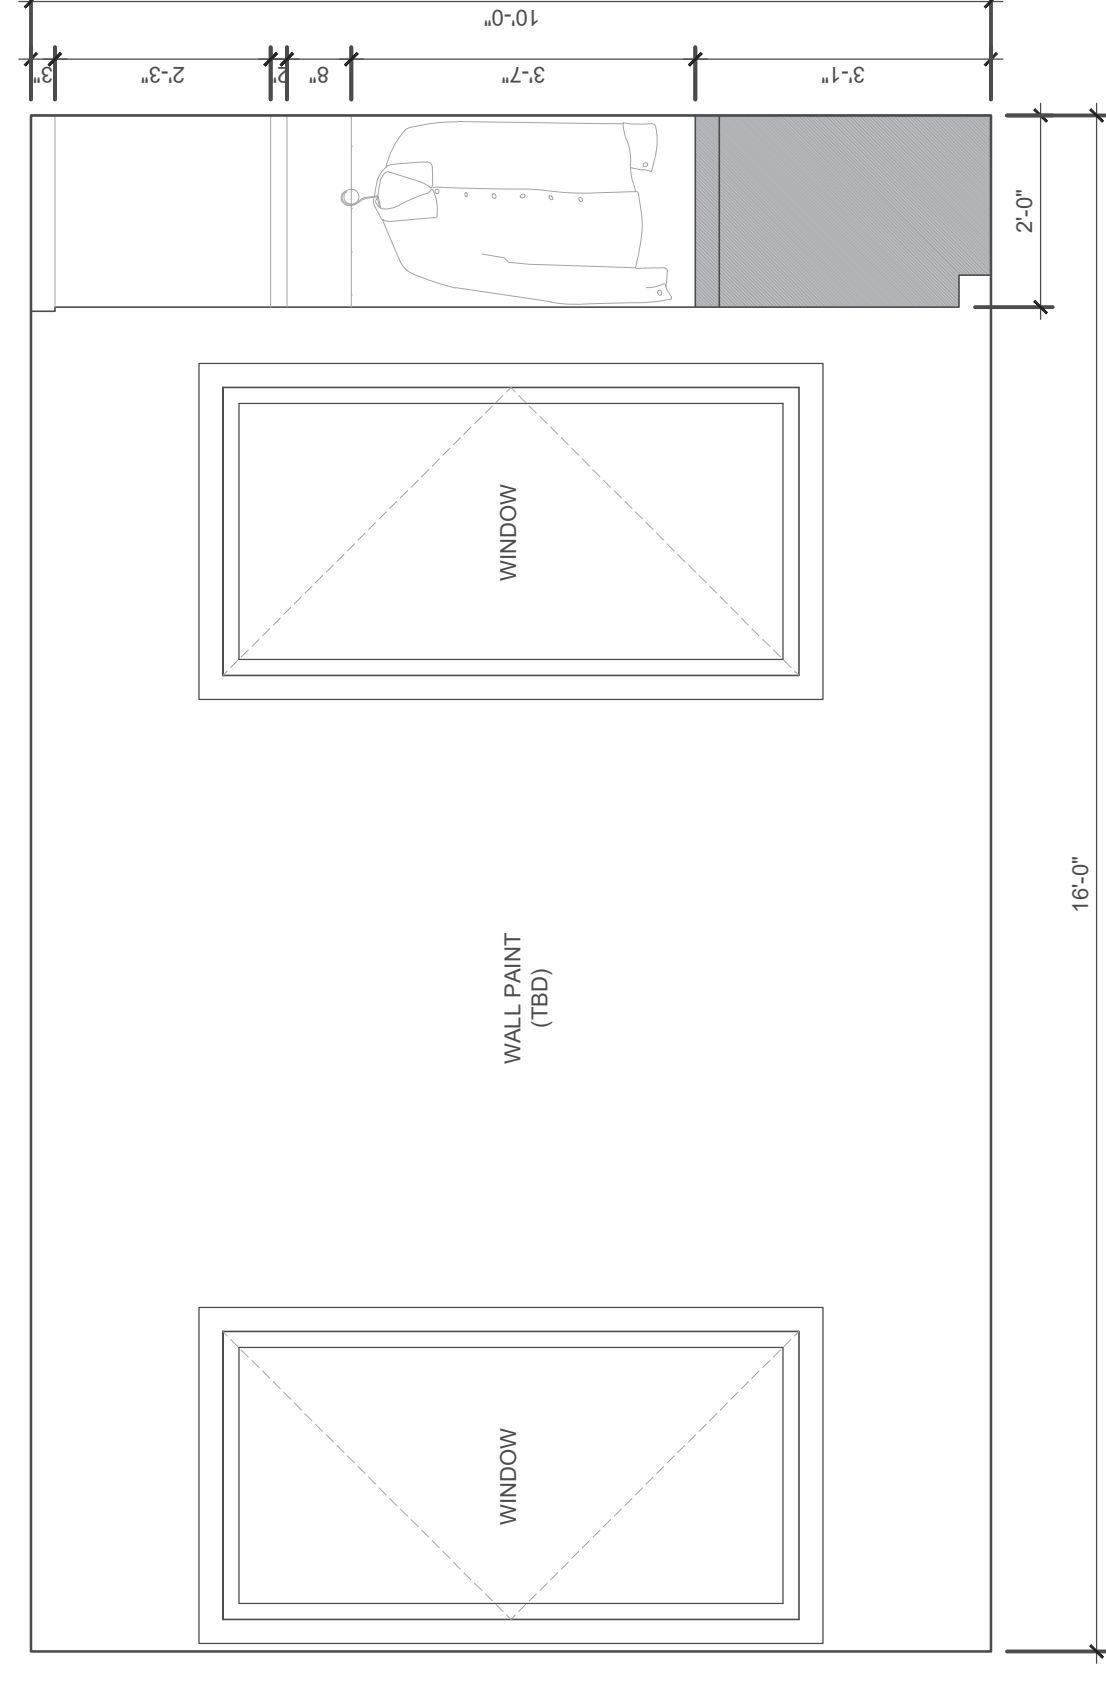 10'-0"
3"
2'-3"
2"
8"
3'-7"
3'-1"
2'-0"
WINDOW
16'-0"
WALL PAINT
(TBD)
WINDOW